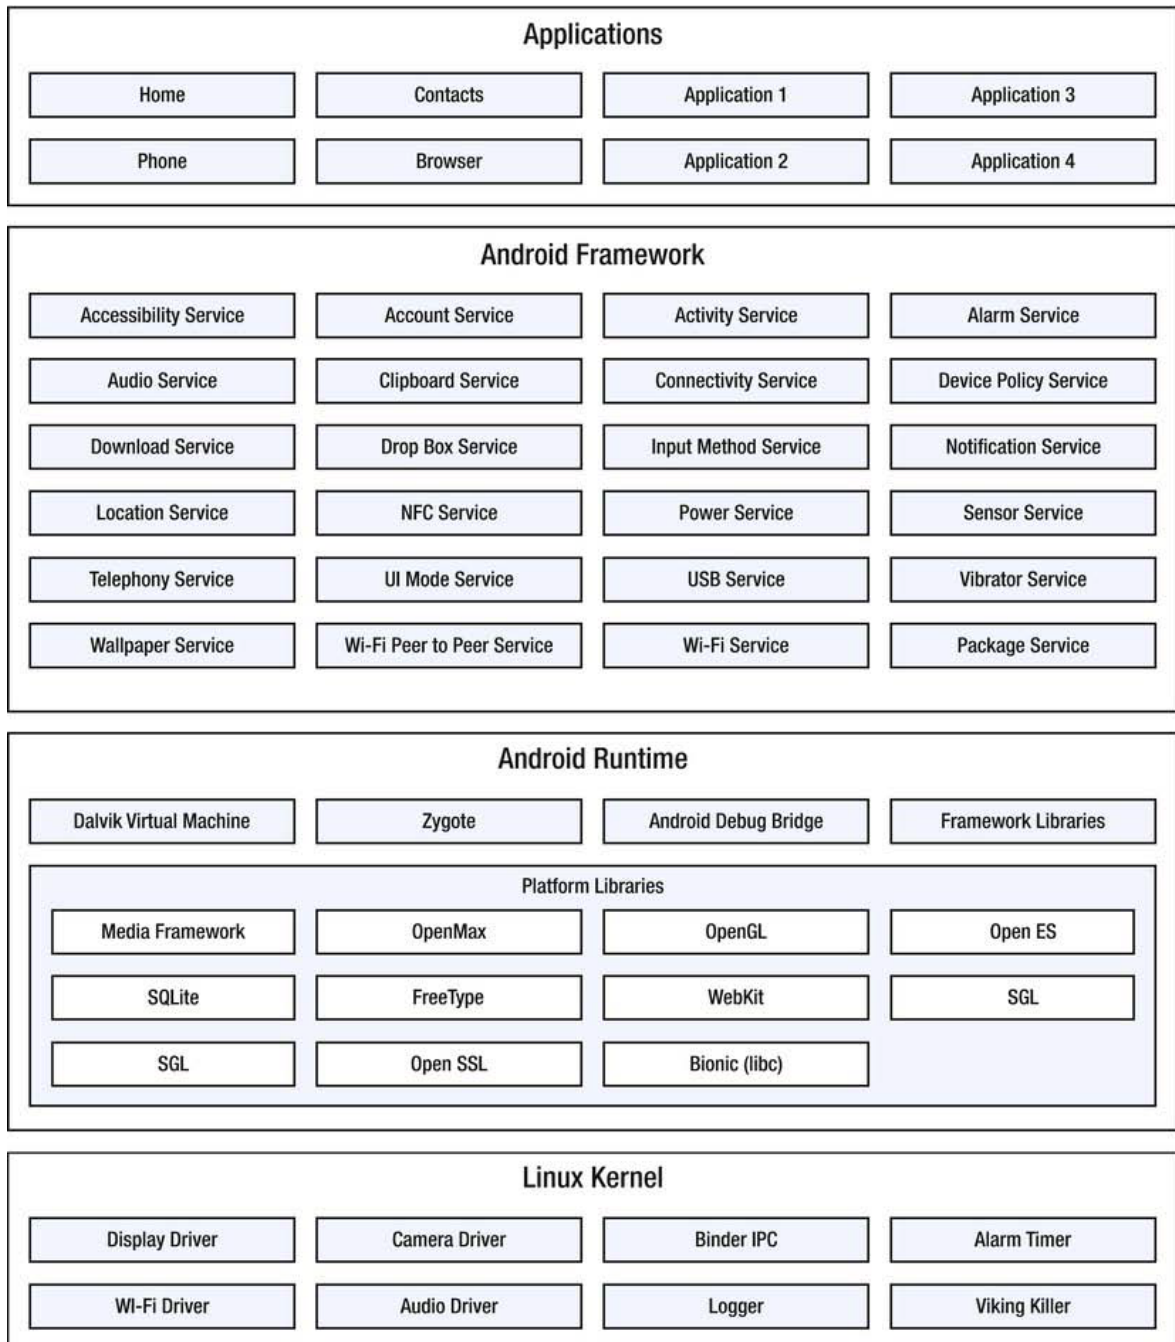 Applications
Home Contacts Application 1 Application 3
Phone Browser Application 2 Application 4
Android Framework
Accessibility Service Account Service Activity Service Alarm Service
Audio Service Clipboard Service Connectivity Service Device Policy Service
Download Service Drop Box Service Input Method Service Notification Service
Location Service NFC Service Power Service Sensor Service
Telephony Service UI Mode Service USB Service Vibrator Service
Wallpaper Service Wi-Fi Peer to Peer Service Wi-Fi Service Package Service
Android Runtime
Dalvik Virtual Machine Zygote Android Debug Bridge Framework Libraries
Platform Libraries
Media Framework OpenMax OpenGL Open ES
SQLite FreeType WebKit SGL
SGL Open SSL Bionic (libc)
Linux Kernel
Display Driver Camera Driver Binder IPC Alarm Timer
WI-Fi Driver Audio Driver Logger Viking Killer